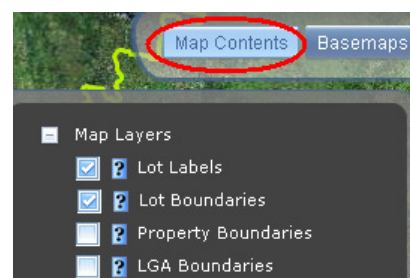 Map Contents Basemaps
Map Layers
? Lot Labels
? Lot Boundaries
? Property Boundaries
? LGA Boundaries